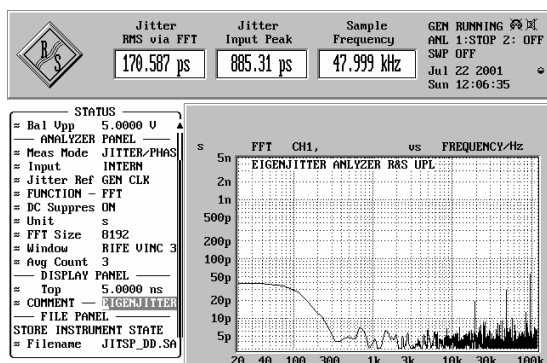 R
S
Jitter
RMS via FFT
170.587 ps
Jitter
Input Peak
885.31 ps
Sample
Frequency
47.999 kHz
GEN RUNNING
ANL 1:STOP 2: OFF
SWP OFF
Jul 22 2001
Sun 12:06:35
STATUS
≈ Bal Vpp 5.0000 V
ANALYZER PANEL
≈ Meas Mode JITTER/PHAS
≈ Input INTERN
≈ Jitter Ref GEN CLK
≈ FUNCTION – FFT
≈ DC Suppres ON
≈ Unit s
≈ FFT Size 8192
≈ Window RIFE VINC 3
≈ Avg Count 3
DISPLAY PANEL
≈ Top 5.0000 ns
≈ COMMENT — EIGENJITTER
FILE PANEL
STORE INSTRUMENT STATE
≈ Filename JITSP_DD.SA
s FFT CH1, vs FREQUENCY/Hz
EIGENJITTER ANLYZER R&S UPL
5n
2n
1n
500p
200p
100p
50p
20p
10p
5p
20 40 100 300 1k 3k 10k 30k 100k